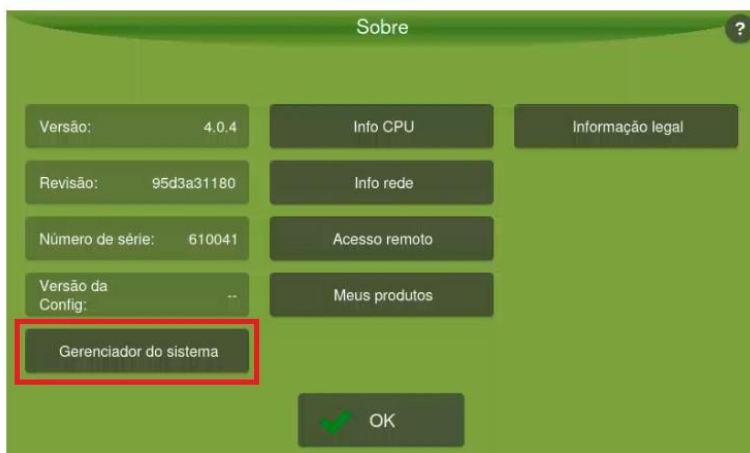 Sobre
?
Versão: 4.0.4
Info CPU
Informação legal
Revisão: 95d3a31180
Info rede
Número de série: 610041
Acesso remoto
Versão da
Config: --
Meus produtos
Gerenciador do sistema
OK